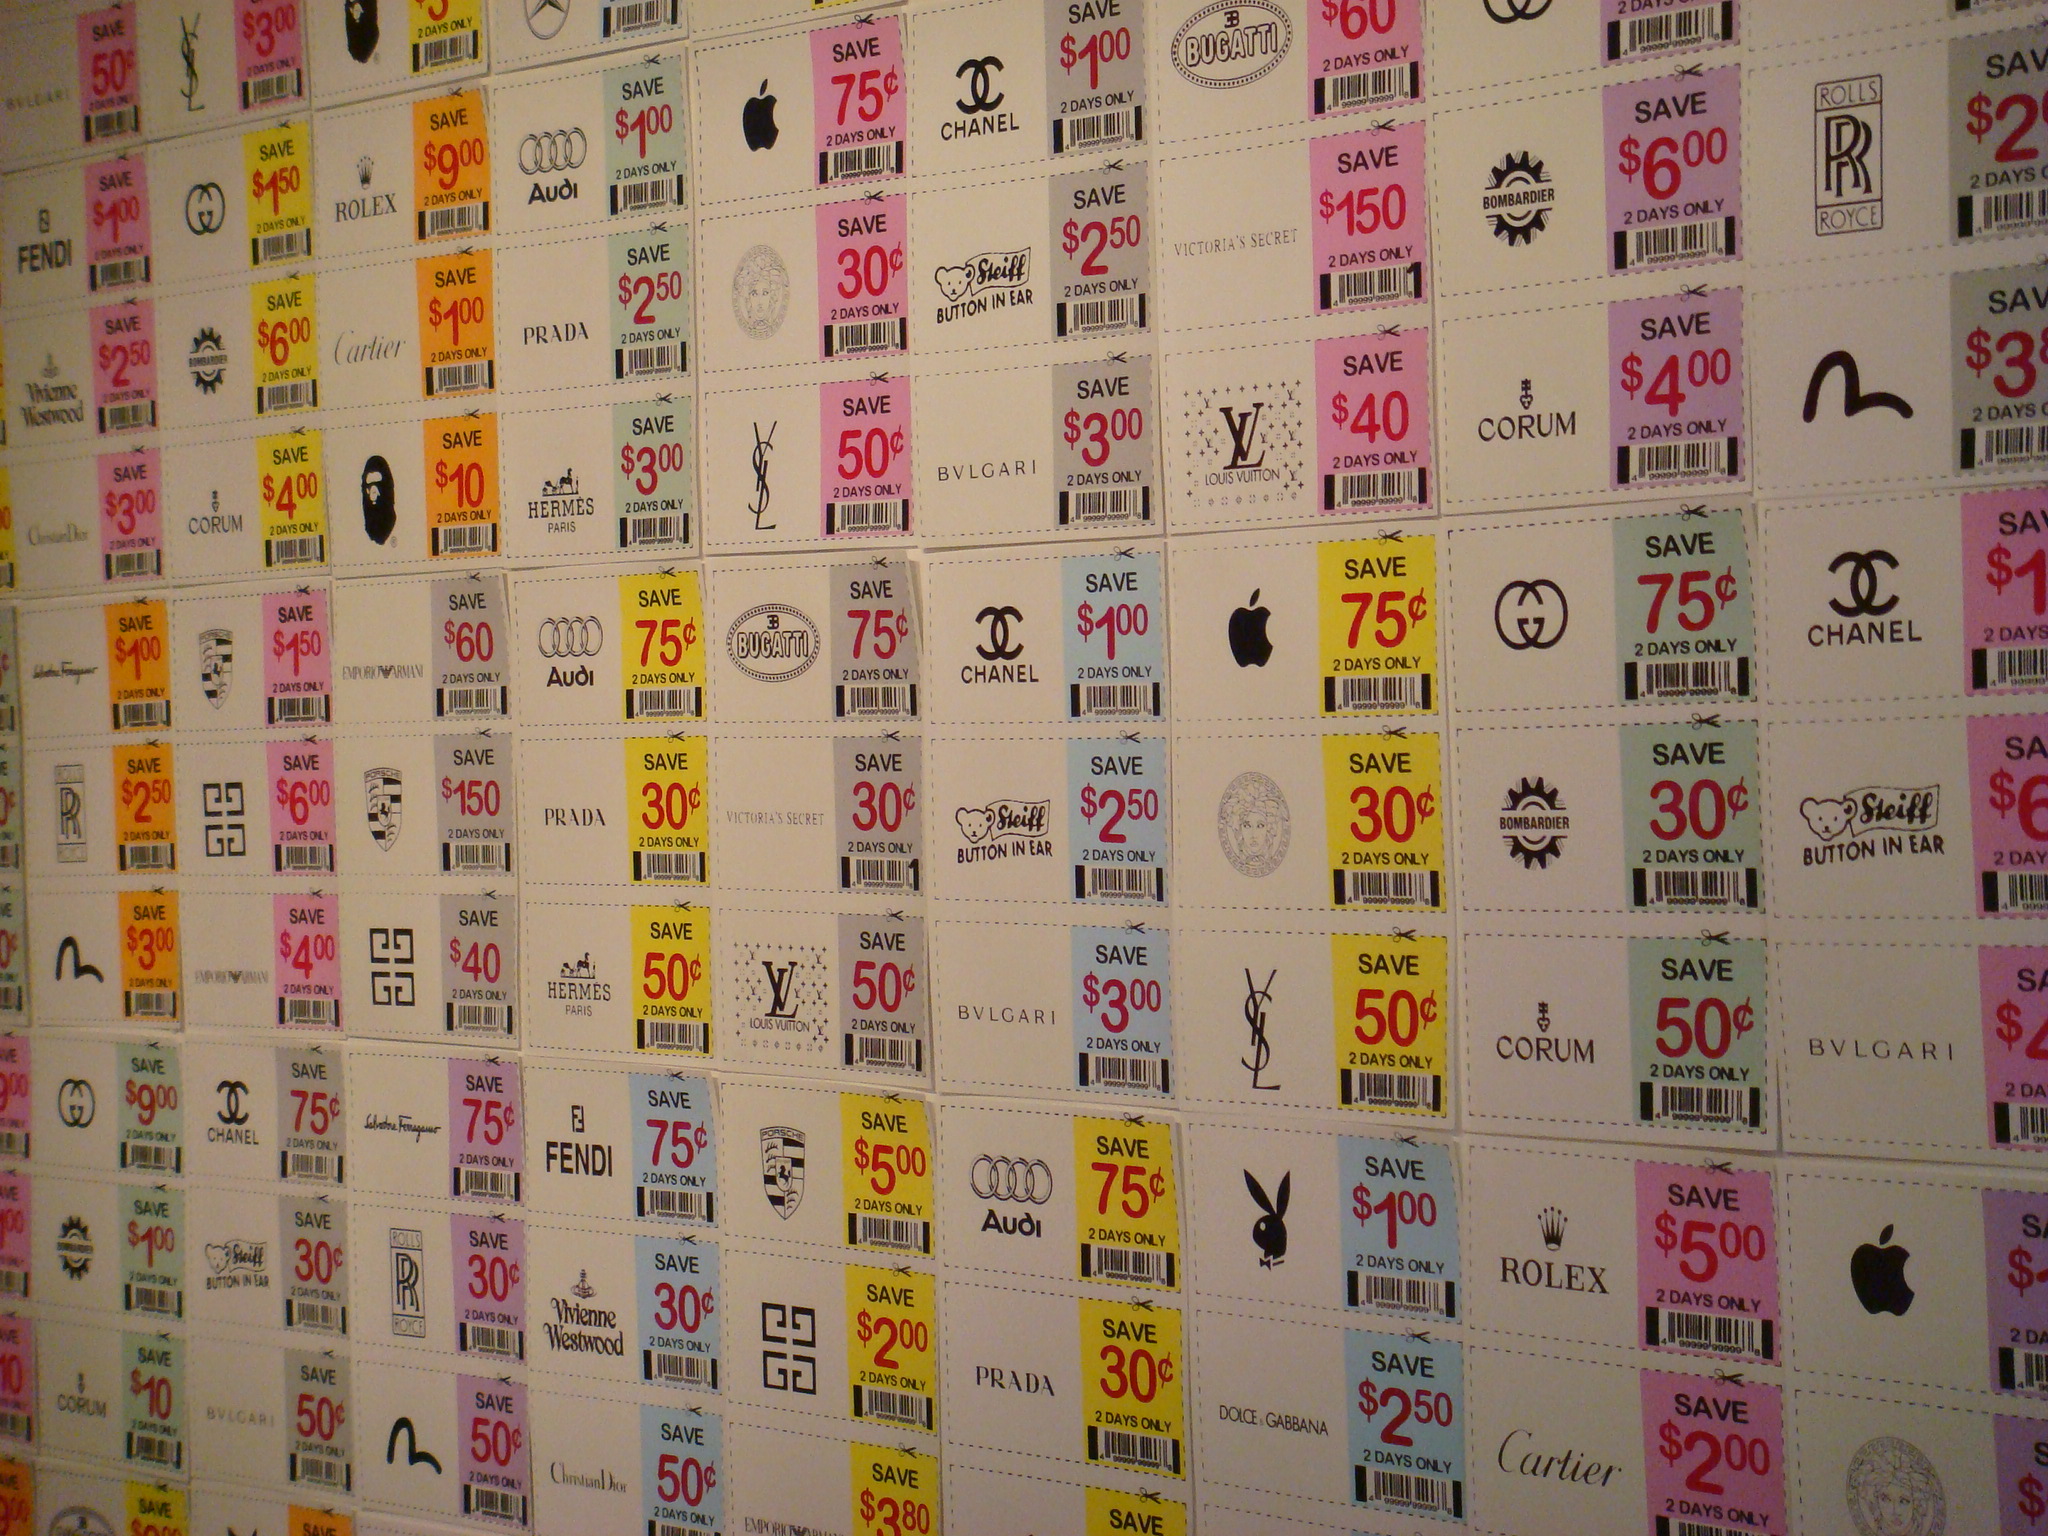 BVLGARI
SAVE
50¢
2 DAYS ONLY
YSL
$3.00
2 DAYS ONLY
2 DAYS ONLY
FENDI
SAVE
$1.00
2 DAYS ONLY
SAVE
$1.50
2 DAYS ONLY
ROLEX
SAVE
$9.00
2 DAYS ONLY
Audi
SAVE
$1.00
2 DAYS ONLY
SAVE
75¢
2 DAYS ONLY
CHANEL
SAVE
$1.00
2 DAYS ONLY
BUGATTI
$60
2 DAYS ONLY
Vivienne
Westwood
SAVE
$2.50
2 DAYS ONLY
BOMBARDIER
SAVE
$6.00
2 DAYS ONLY
Cartier
SAVE
$1.00
2 DAYS ONLY
PRADA
SAVE
$2.50
2 DAYS ONLY
SAVE
30¢
2 DAYS ONLY
Steiff
BUTTON IN EAR
SAVE
$2.50
2 DAYS ONLY
VICTORIA'S SECRET
SAVE
$150
2 DAYS ONLY
BOMBARDIER
SAVE
$6.00
2 DAYS ONLY
ROLLS
RR
ROYCE
2 DAYS ONLY
Christian Dior
SAVE
$3.00
2 DAYS ONLY
CORUM
SAVE
$4.00
2 DAYS ONLY
SAVE
$10
2 DAYS ONLY
HERMÈS
PARIS
SAVE
$3.00
2 DAYS ONLY
YSL
SAVE
50¢
2 DAYS ONLY
BVLGARI
SAVE
$3.00
2 DAYS ONLY
LV
LOUIS VUITTON
SAVE
$40
2 DAYS ONLY
CORUM
SAVE
$4.00
2 DAYS ONLY
Salvatore Ferragamo
SAVE
$1.00
2 DAYS ONLY
PORSCHE
SAVE
$1.50
2 DAYS ONLY
EMPORIO ARMANI
SAVE
$60
2 DAYS ONLY
Audi
SAVE
75¢
2 DAYS ONLY
BUGATTI
SAVE
75¢
2 DAYS ONLY
CHANEL
SAVE
$1.00
2 DAYS ONLY
SAVE
75¢
2 DAYS ONLY
SAVE
75¢
2 DAYS ONLY
CHANEL
ROLLS
RR
ROYCE
SAVE
$2.50
2 DAYS ONLY
SAVE
$6.00
2 DAYS ONLY
PORSCHE
SAVE
$150
2 DAYS ONLY
PRADA
SAVE
30¢
2 DAYS ONLY
VICTORIA'S SECRET
SAVE
30¢
2 DAYS ONLY
Steiff
BUTTON IN EAR
SAVE
$2.50
2 DAYS ONLY
SAVE
30¢
2 DAYS ONLY
BOMBARDIER
SAVE
30¢
2 DAYS ONLY
Steiff
BUTTON IN EAR
SAVE
$3.00
2 DAYS ONLY
EMPORIO ARMANI
SAVE
$4.00
2 DAYS ONLY
SAVE
$40
2 DAYS ONLY
HERMÈS
PARIS
SAVE
50¢
2 DAYS ONLY
LV
LOUIS VUITTON
SAVE
50¢
2 DAYS ONLY
BVLGARI
SAVE
$3.00
2 DAYS ONLY
YSL
SAVE
50¢
2 DAYS ONLY
CORUM
SAVE
50¢
2 DAYS ONLY
BVLGARI
SAVE
$9.00
2 DAYS ONLY
CHANEL
SAVE
75¢
2 DAYS ONLY
Salvatore Ferragamo
SAVE
75¢
2 DAYS ONLY
FENDI
SAVE
75¢
2 DAYS ONLY
PORSCHE
SAVE
$5.00
2 DAYS ONLY
Audi
SAVE
75¢
2 DAYS ONLY
SAVE
$1.00
2 DAYS ONLY
ROLEX
SAVE
$5.00
2 DAYS ONLY
BOMBARDIER
SAVE
$1.00
2 DAYS ONLY
Steiff
BUTTON IN EAR
SAVE
30¢
2 DAYS ONLY
ROLLS
RR
ROYCE
SAVE
30¢
2 DAYS ONLY
Vivienne
Westwood
SAVE
30¢
2 DAYS ONLY
SAVE
$2.00
2 DAYS ONLY
PRADA
SAVE
30¢
2 DAYS ONLY
DOLCE & GABBANA
SAVE
$2.50
2 DAYS ONLY
Cartier
SAVE
$2.00
2 DAYS ONLY
CORUM
SAVE
$10
2 DAYS ONLY
BVLGARI
SAVE
50¢
2 DAYS ONLY
SAVE
50¢
2 DAYS ONLY
Christian Dior
SAVE
50¢
2 DAYS ONLY
EMPORIO ARMANI
SAVE
$3.80
SAVE
SAVE
SAVE